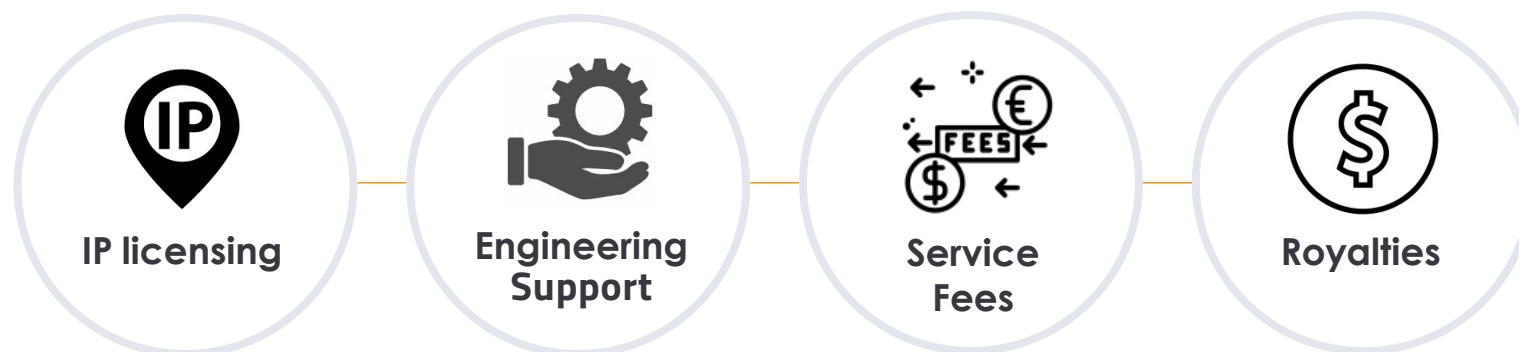 IP
IP licensing
Engineering
Support
€
FEES
$
Service
Fees
$
Royalties